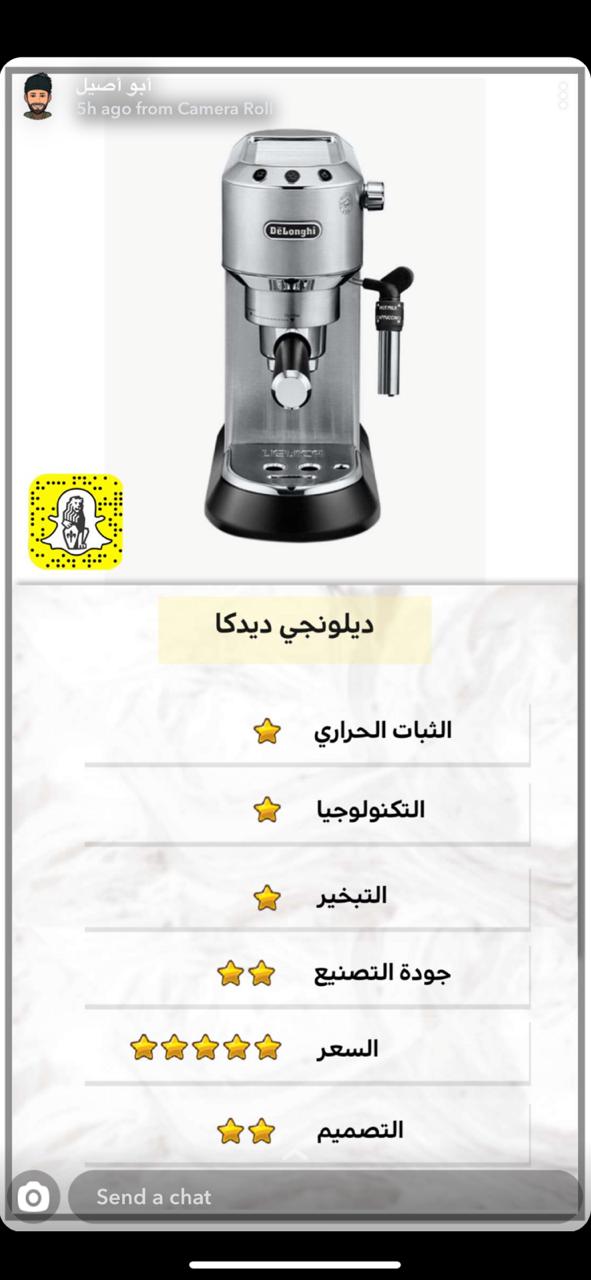 أبو أصيل
5h ago from Camera Roll
DeLonghi
ديلونجي ديدكا
الثبات الحراري
التكنولوجيا
التبخير
جودة التصنيع
السعر
التصميم
Send a chat